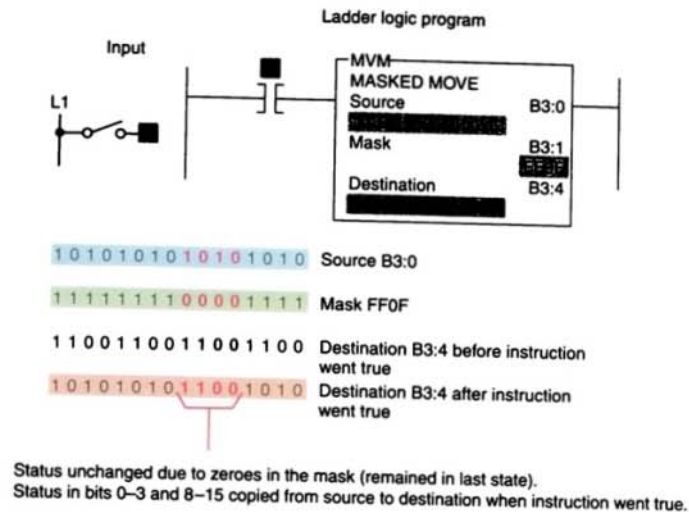 Ladder logic program
Input
L1
MVM
MASKED MOVE
Source B3:0
Mask B3:1
Destination B3:4
1010101010101010 Source B3:0
1111111100001111 Mask FF0F
1100110011001100 Destination B3:4 before instruction
went true
1010101011001010 Destination B3:4 after instruction
went true
Status unchanged due to zeroes in the mask (remained in last state).
Status in bits 0–3 and 8–15 copied from source to destination when instruction went true.